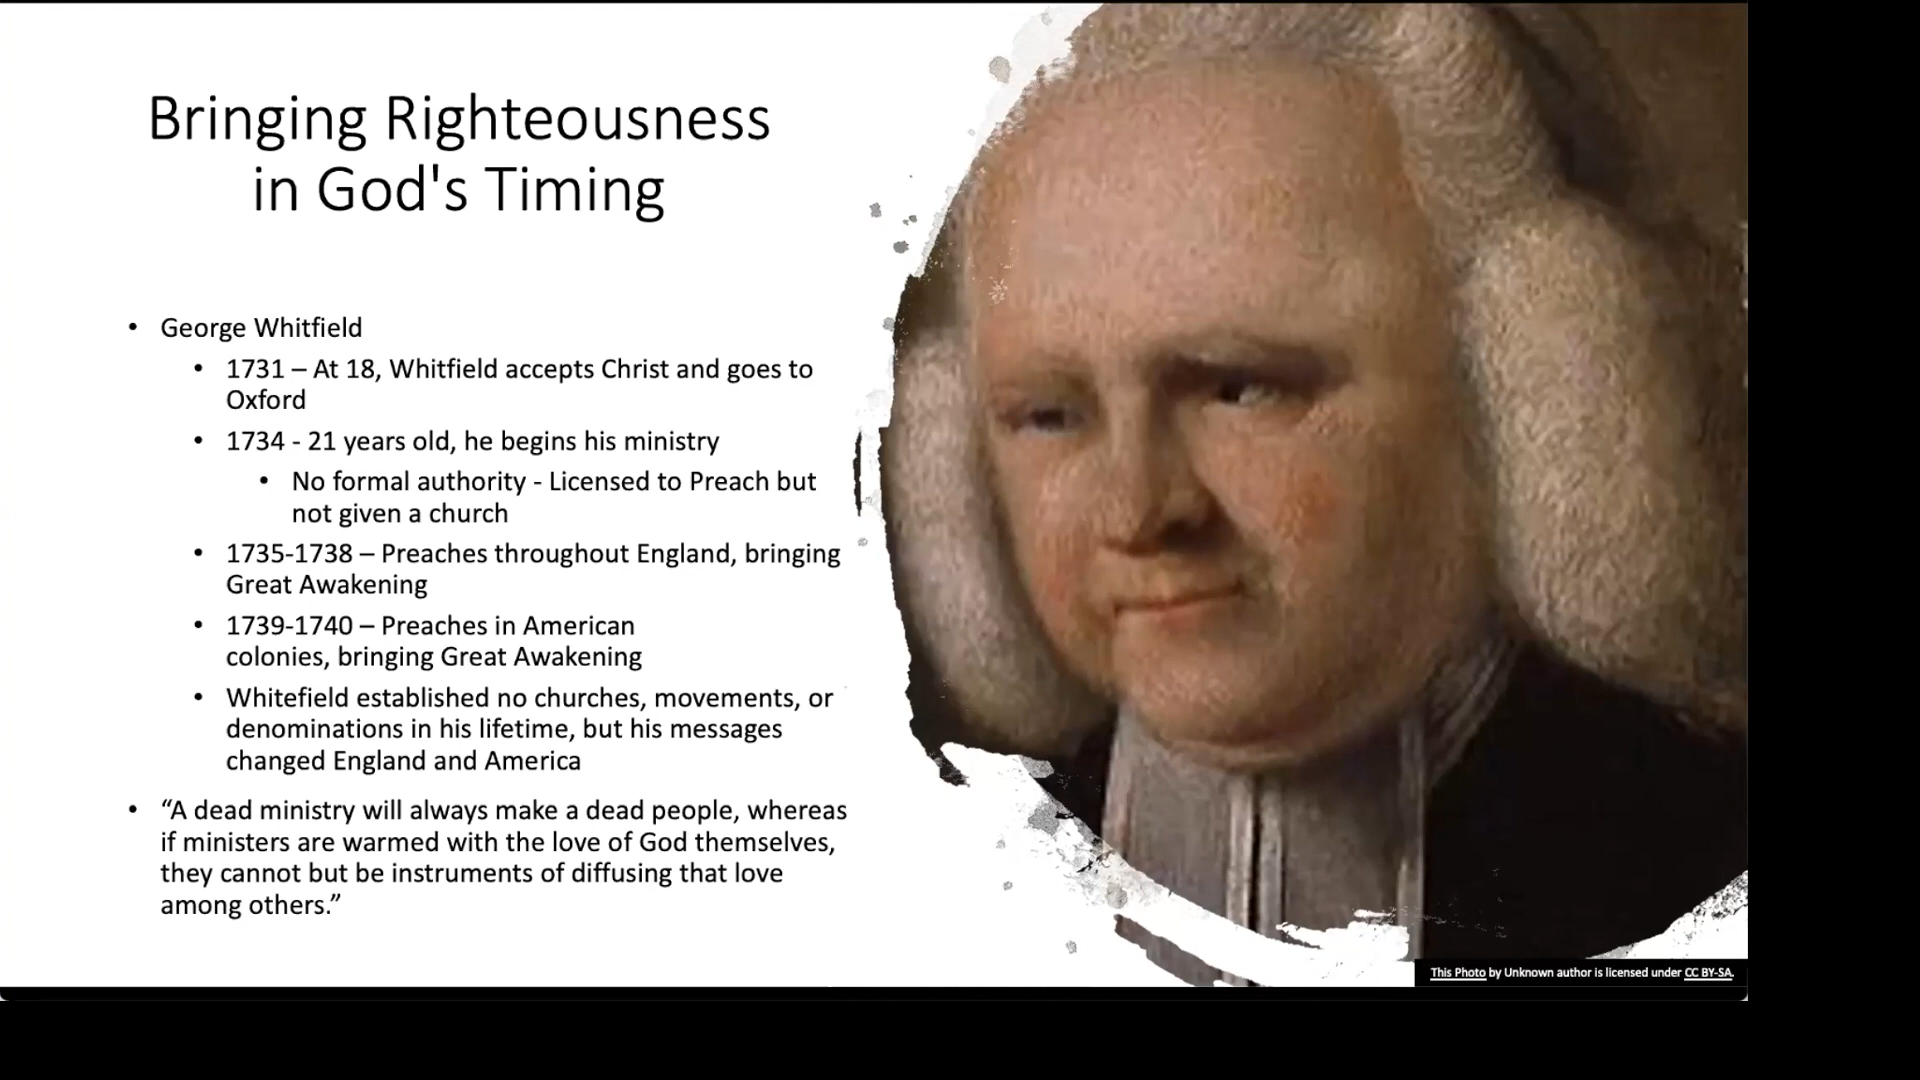 Bringing Righteousness
in God's Timing
• George Whitfield
• 1731 – At 18, Whitfield accepts Christ and goes to
Oxford
• 1734 - 21 years old, he begins his ministry
• No formal authority - Licensed to Preach but
not given a church
• 1735-1738 – Preaches throughout England, bringing
Great Awakening
• 1739-1740 – Preaches in American
colonies, bringing Great Awakening
• Whitefield established no churches, movements, or
denominations in his lifetime, but his messages
changed England and America
• “A dead ministry will always make a dead people, whereas
if ministers are warmed with the love of God themselves,
they cannot but be instruments of diffusing that love
among others.”
This Photo by Unknown author is licensed under CC BY-SA.